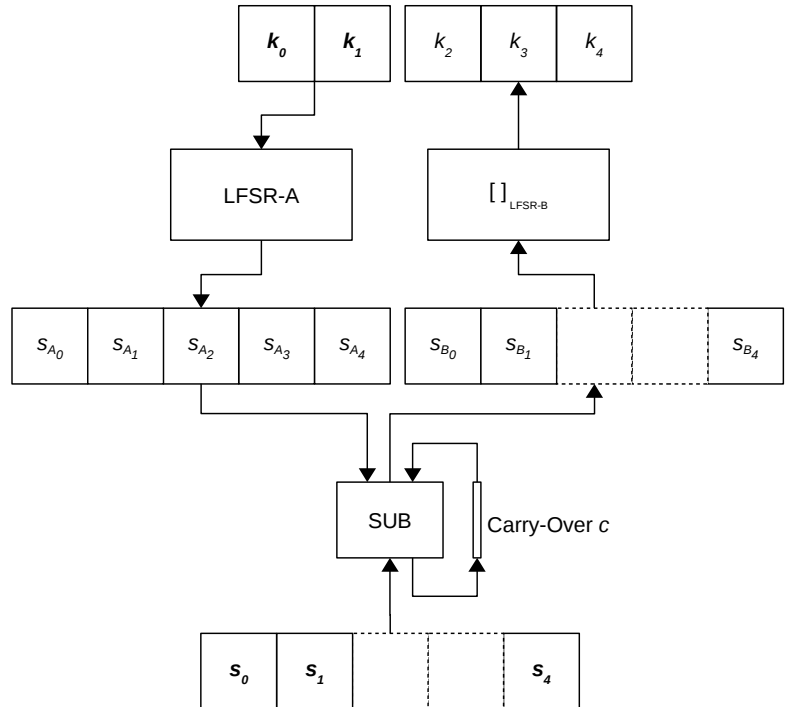 k0 k1 k2 k3 k4
LFSR-A [ ]LFSR-B
sA0 sA1 sA2 sA3 sA4 sB0 sB1 sB4
SUB
Carry-Over c
s0 s1 s4